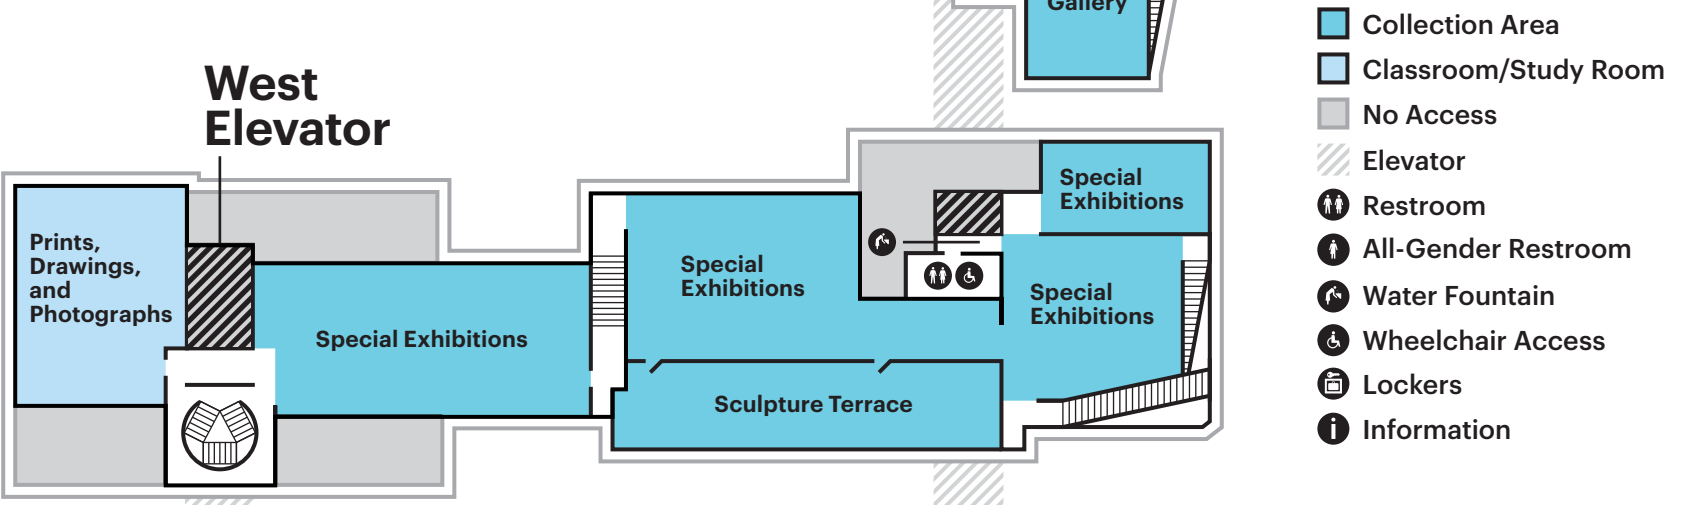 Gallery
West
Elevator
Prints,
Drawings,
and
Photographs
Special Exhibitions
Special
Exhibitions
Sculpture Terrace
Special
Exhibitions
Special
Exhibitions
Collection Area
Classroom/Study Room
No Access
Elevator
Restroom
All-Gender Restroom
Water Fountain
Wheelchair Access
Lockers
Information